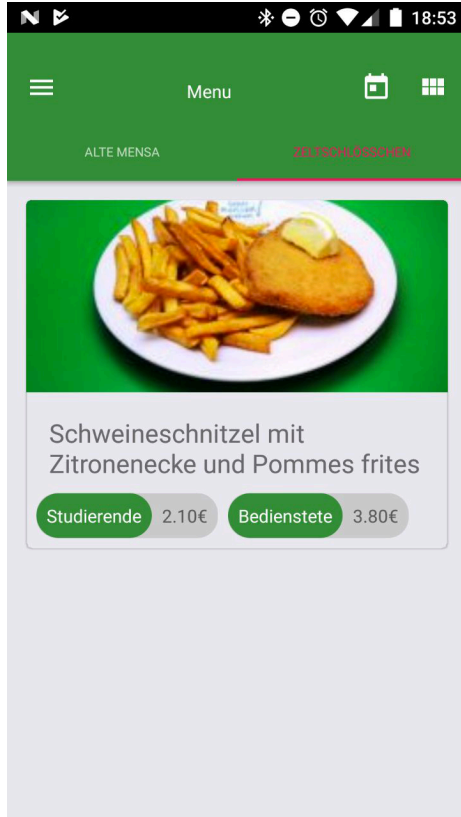 18:53
Menu
ALTE MENSA
ZELTSCHLÖSSCHEN
Schweineschnitzel mit
Zitronenecke und Pommes frites
Studierende 2.10€ Bedienstete 3.80€